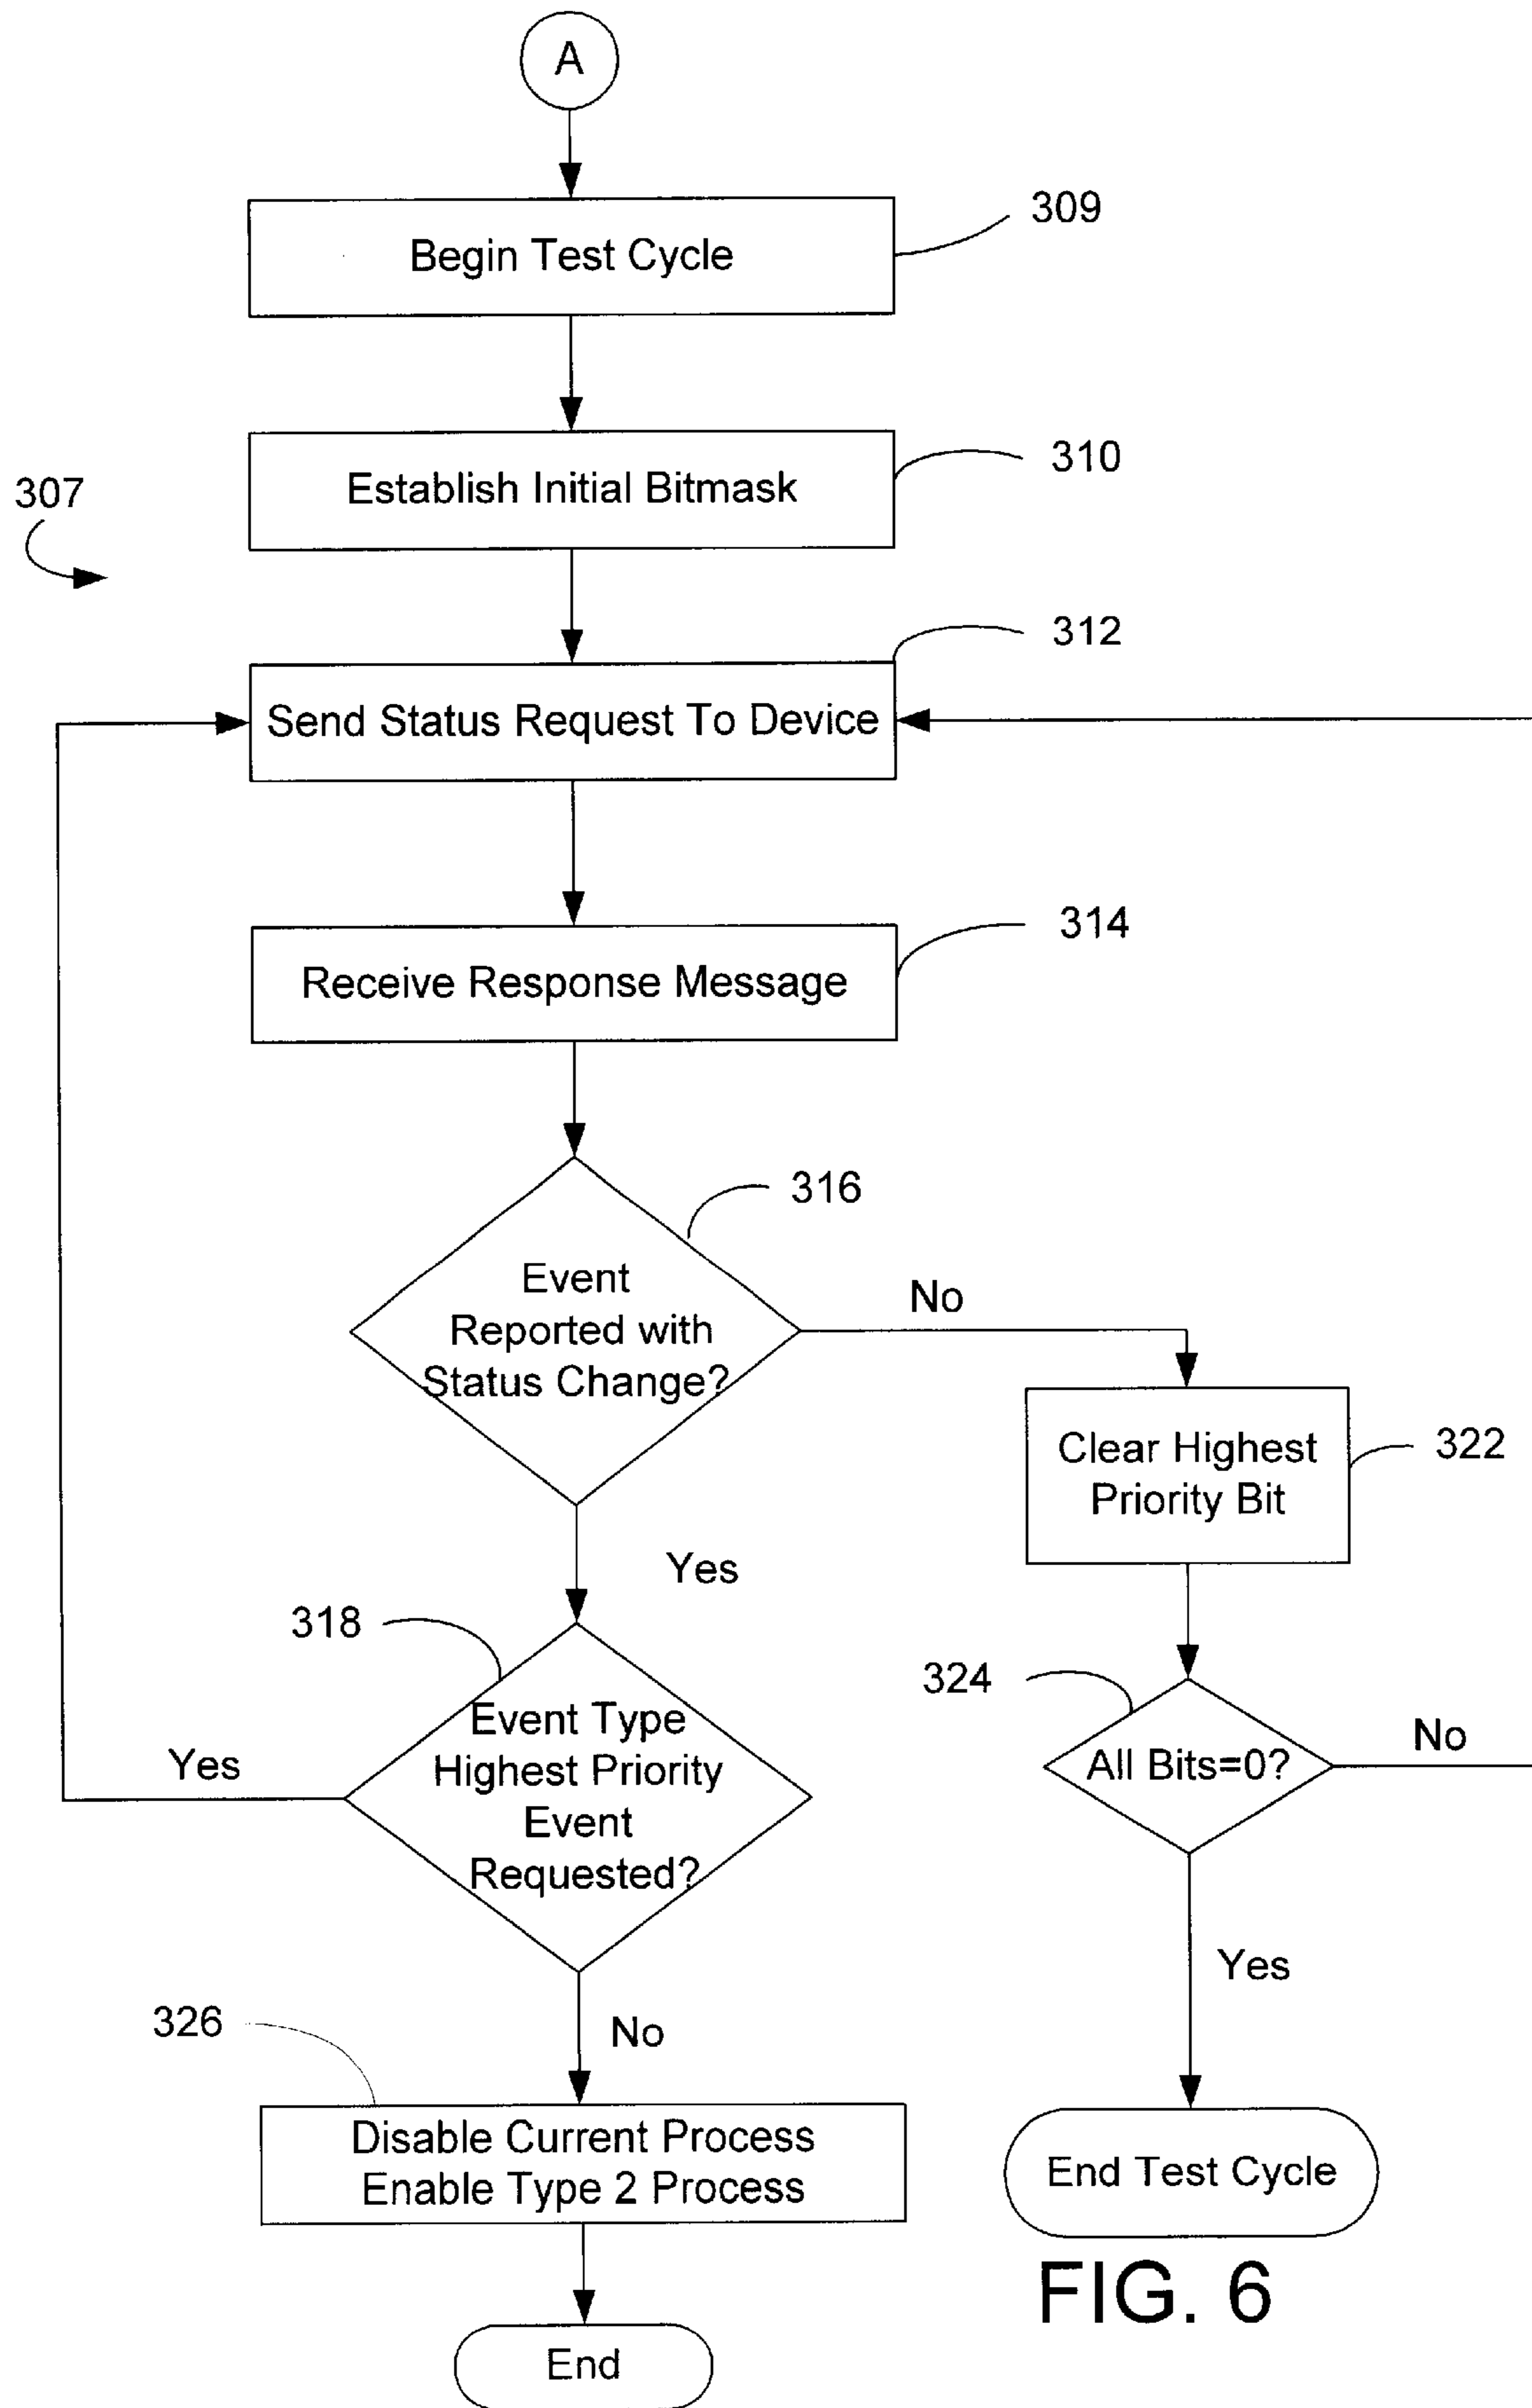 A
309
Begin Test Cycle
310
Establish Initial Bitmask
307
312
Send Status Request To Device
314
Receive Response Message
316
Event
Reported with
Status Change?
No
Clear Highest
Priority Bit
322
Yes
318
324
Event Type
Highest Priority
Event
Requested?
Yes
All Bits=0?
No
Yes
326
No
Disable Current Process
Enable Type 2 Process
End Test Cycle
FIG. 6
End